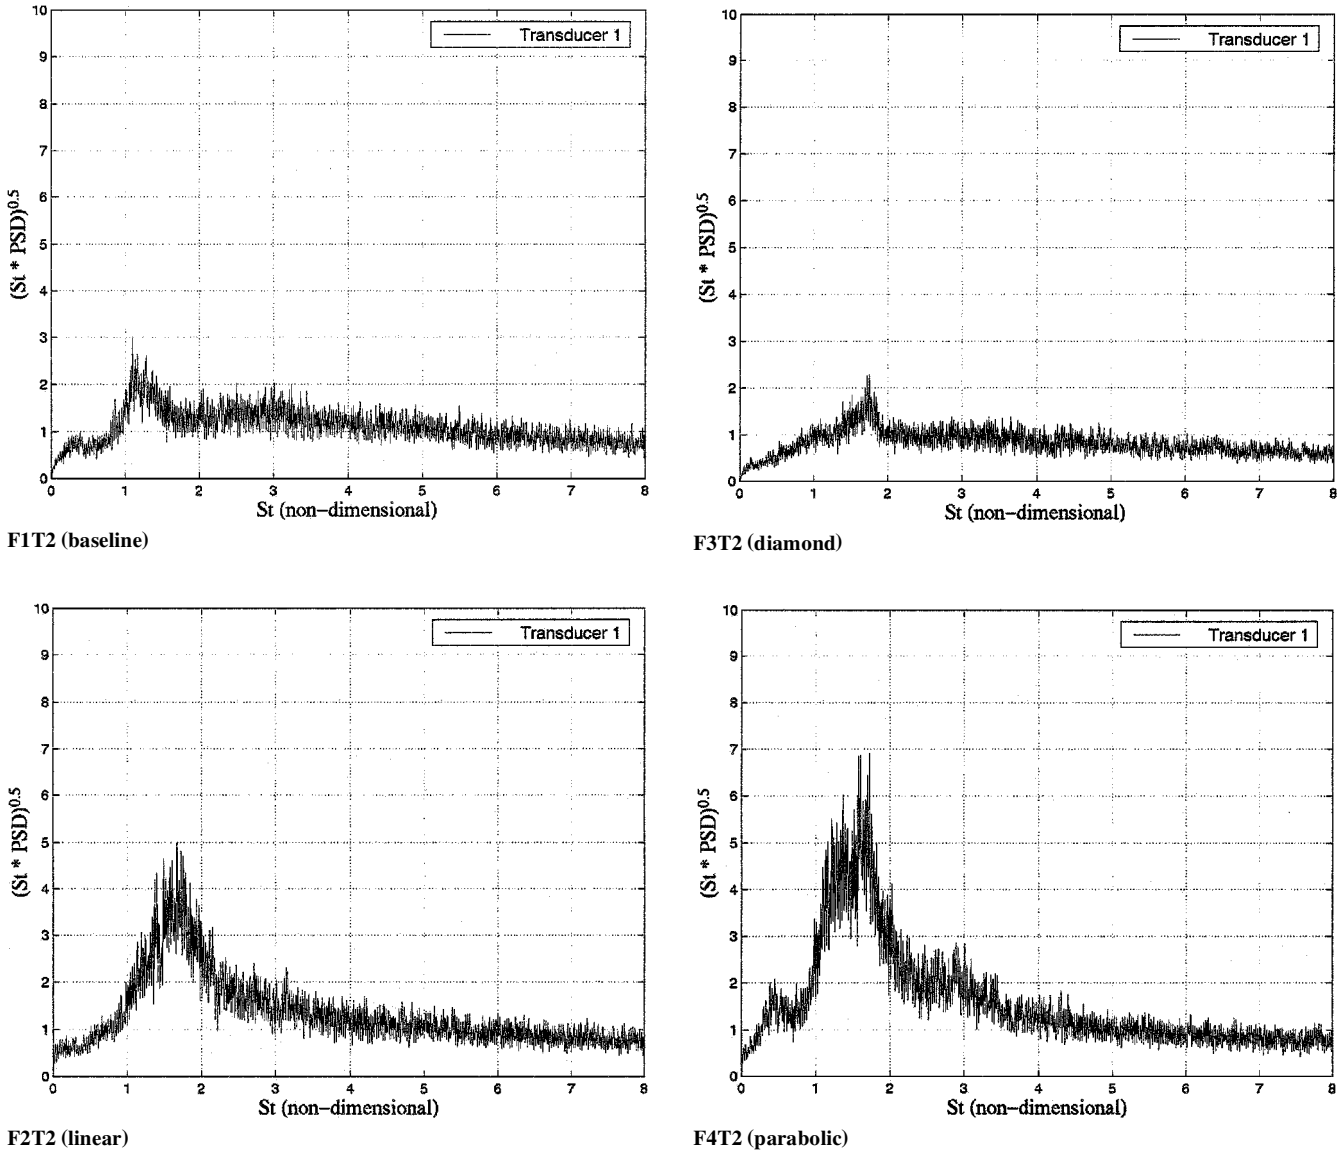 10
9
8
7
6
5
4
3
2
1
0
(St * PSD)^0.5
Transducer 1
0 1 2 3 4 5 6 7 8
St (non-dimensional)
F1T2 (baseline)
10
9
8
7
6
5
4
3
2
1
0
(St * PSD)^0.5
Transducer 1
0 1 2 3 4 5 6 7 8
St (non-dimensional)
F3T2 (diamond)
10
9
8
7
6
5
4
3
2
1
0
(St * PSD)^0.5
Transducer 1
0 1 2 3 4 5 6 7 8
St (non-dimensional)
F2T2 (linear)
10
9
8
7
6
5
4
3
2
1
0
(St * PSD)^0.5
Transducer 1
0 1 2 3 4 5 6 7 8
St (non-dimensional)
F4T2 (parabolic)